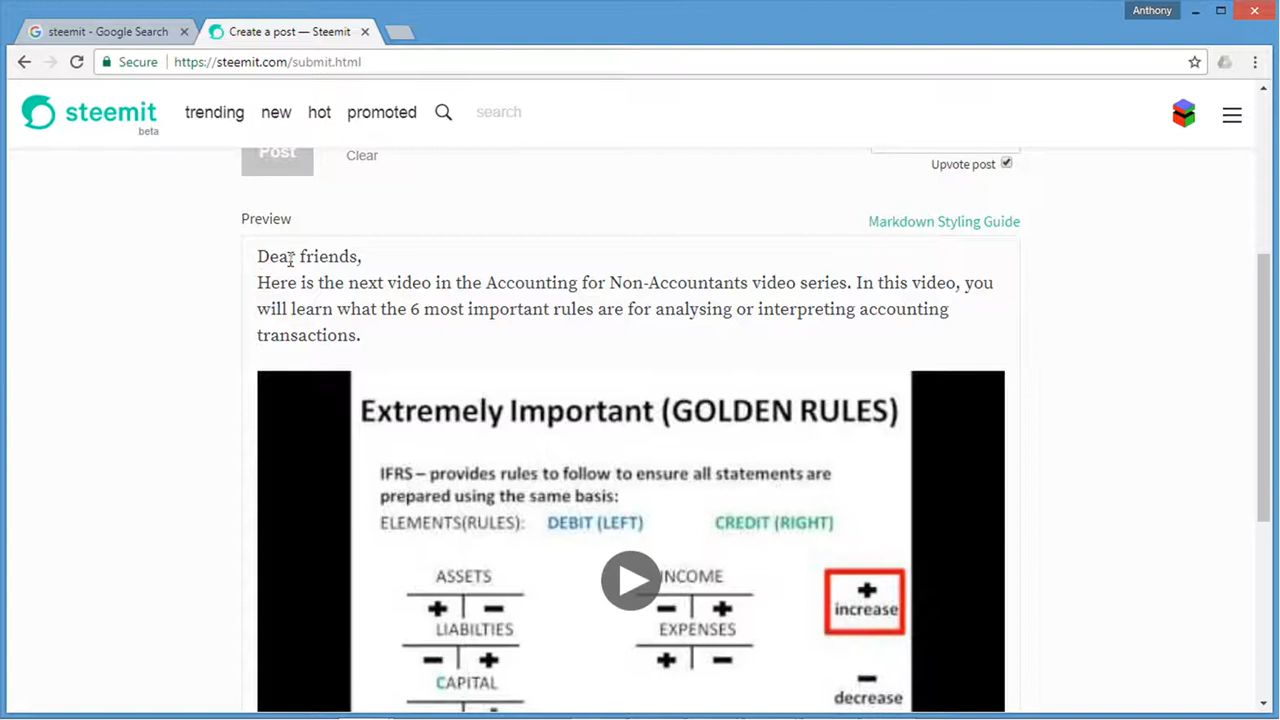 Anthony
steemit - Google Search
Create a post — Steemit
Secure
https://steemit.com/submit.html
steemit
beta
trending
new
hot
promoted
search
Post
Clear
Upvote post
Preview
Markdown Styling Guide
Dear friends,
Here is the next video in the Accounting for Non-Accountants video series. In this video, you
will learn what the 6 most important rules are for analysing or interpreting accounting
transactions.
Extremely Important (GOLDEN RULES)
IFRS – provides rules to follow to ensure all statements are
prepared using the same basis:
ELEMENTS(RULES): DEBIT (LEFT) CREDIT (RIGHT)
ASSETS
+ −
LIABILTIES
− +
CAPITAL
INCOME
− +
EXPENSES
+ −
+
increase
−
decrease